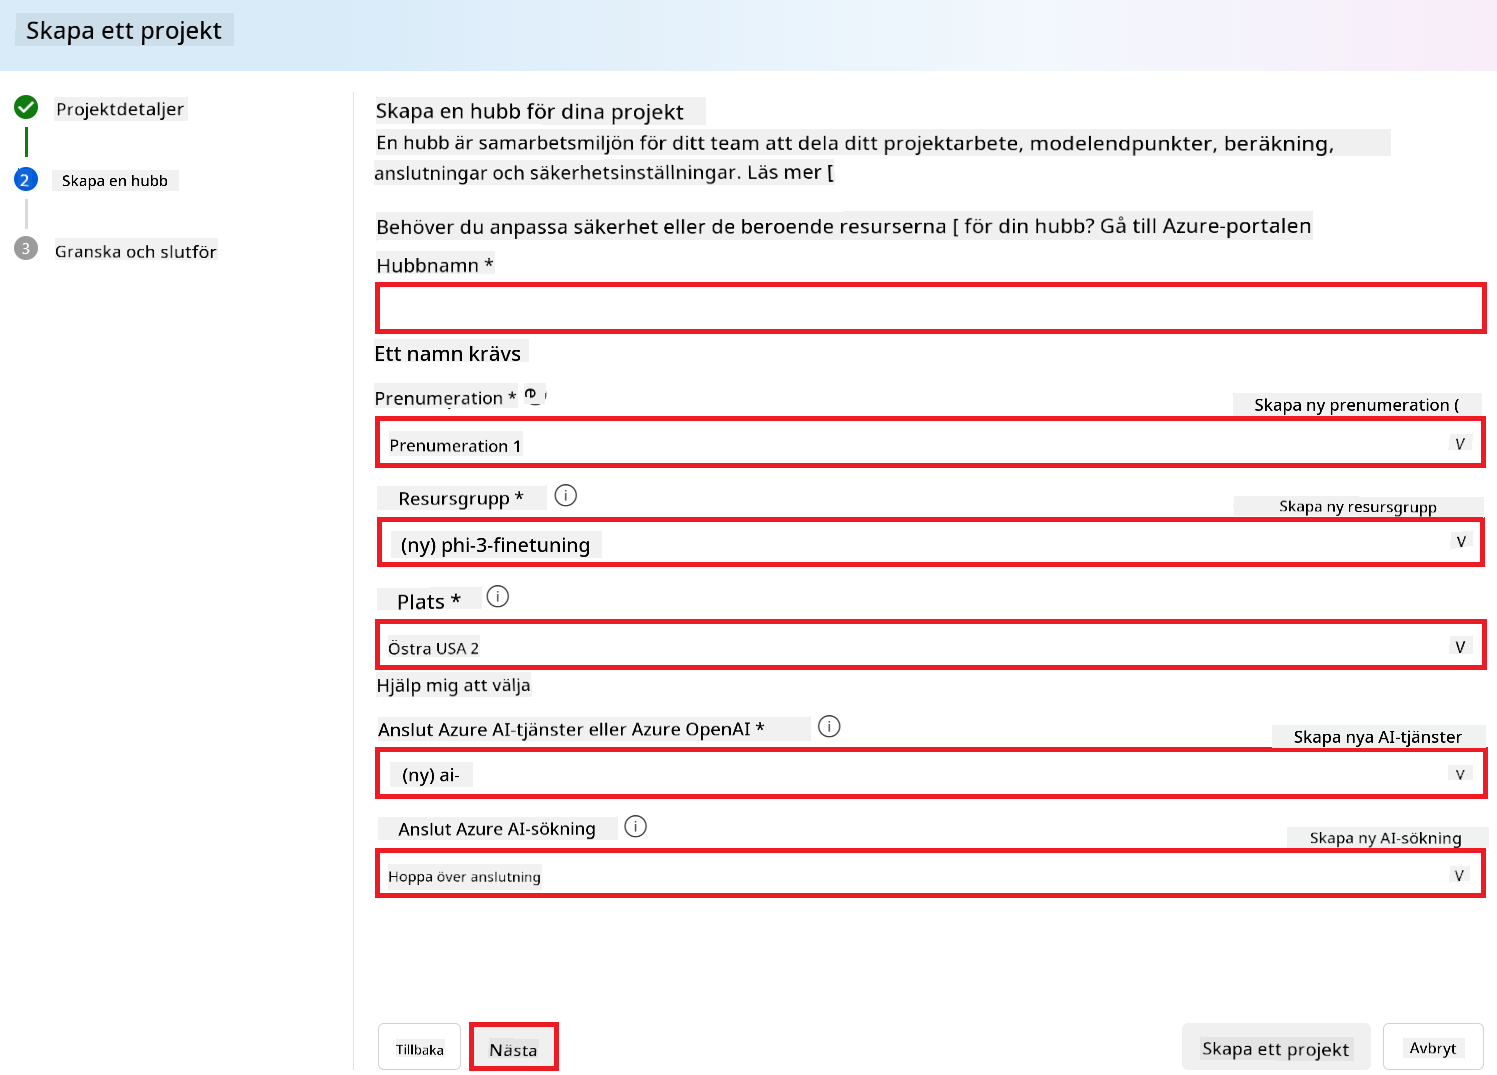 Skapa ett projekt
Projektdetaljer
2 Skapa en hubb
3 Granska och slutför
Skapa en hubb för dina projekt
En hubb är samarbetsmiljön för ditt team att dela ditt projektarbete, modelendpunkter, beräkning,
anslutningar och säkerhetsinställningar. Läs mer [
Behöver du anpassa säkerhet eller de beroende resurserna [ för din hubb? Gå till Azure-portalen
Hubbnamn *
Ett namn krävs
Prenumeration *
Skapa ny prenumeration (
Prenumeration 1
V
Resursgrupp *
Skapa ny resursgrupp
(ny) phi-3-finetuning
V
Plats *
Östra USA 2
V
Hjälp mig att välja
Anslut Azure AI-tjänster eller Azure OpenAI *
Skapa nya AI-tjänster
(ny) ai-
V
Anslut Azure AI-sökning
Skapa ny AI-sökning
Hoppa över anslutning
V
Tillbaka
Nästa
Skapa ett projekt
Avbryt